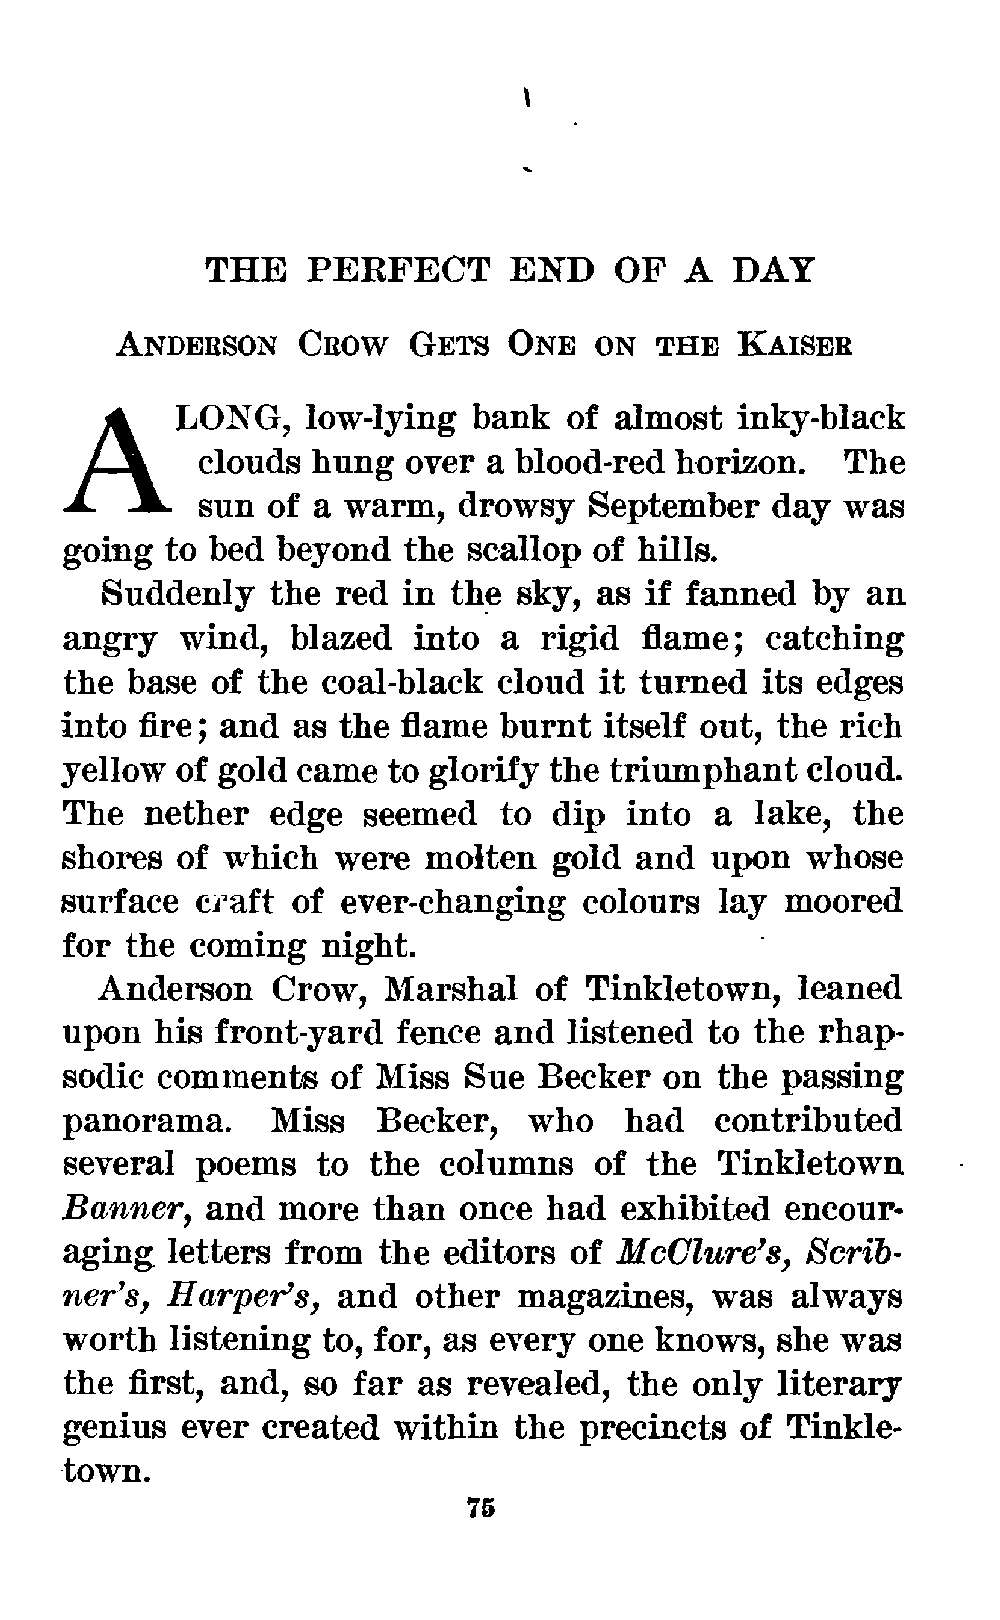 THE PERFECT END OF A DAY
ANDERSON CROW GETS ONE ON THE KAISER
A LONG, low-lying bank of almost inky-black
clouds hung over a blood-red horizon. The
sun of a warm, drowsy September day was
going to bed beyond the scallop of hills.
Suddenly the red in the sky, as if fanned by an
angry wind, blazed into a rigid flame; catching
the base of the coal-black cloud it turned its edges
into fire; and as the flame burnt itself out, the rich
yellow of gold came to glorify the triumphant cloud.
The nether edge seemed to dip into a lake, the
shores of which were molten gold and upon whose
surface craft of ever-changing colours lay moored
for the coming night.
Anderson Crow, Marshal of Tinkletown, leaned
upon his front-yard fence and listened to the rhap-
sodic comments of Miss Sue Becker on the passing
panorama. Miss Becker, who had contributed
several poems to the columns of the Tinkletown
Banner, and more than once had exhibited encour-
aging letters from the editors of McClure's, Scrib-
ner's, Harper's, and other magazines, was always
worth listening to, for, as every one knows, she was
the first, and, so far as revealed, the only literary
genius ever created within the precincts of Tinkle-
town.
75